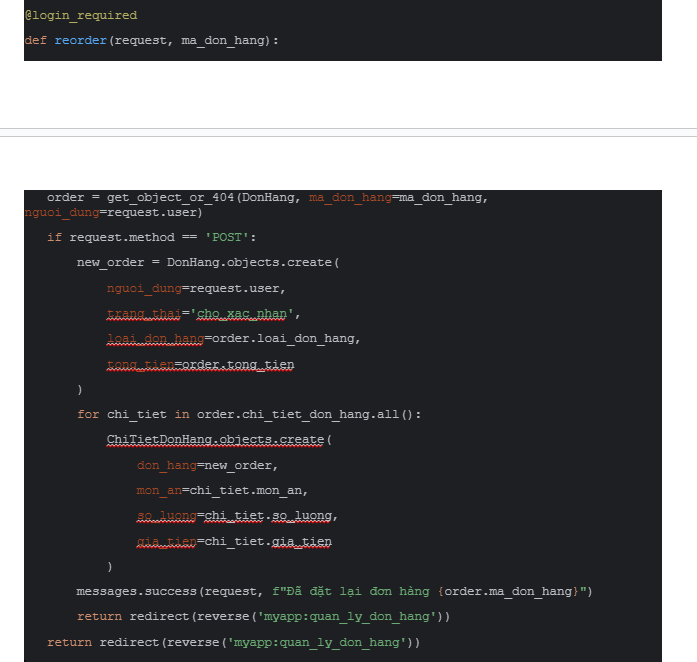 @login_required
def reorder(request, ma_don_hang):
order = get_object_or_404(DonHang, ma_don_hang=ma_don_hang,
nguoi_dung=request.user)
if request.method == 'POST':
new_order = DonHang.objects.create(
nguoi_dung=request.user,
trang_thai='cho_xac_nhan',
loai_don_hang=order.loai_don_hang,
tong_tien=order.tong_tien
)
for chi_tiet in order.chi_tiet_don_hang.all():
ChiTietDonHang.objects.create(
don_hang=new_order,
mon_an=chi_tiet.mon_an,
so_luong=chi_tiet.so_luong,
gia_tien=chi_tiet.gia_tien
)
messages.success(request, f"Đã đặt lại đơn hàng {order.ma_don_hang}")
return redirect(reverse('myapp:quan_ly_don_hang'))
return redirect(reverse('myapp:quan_ly_don_hang'))